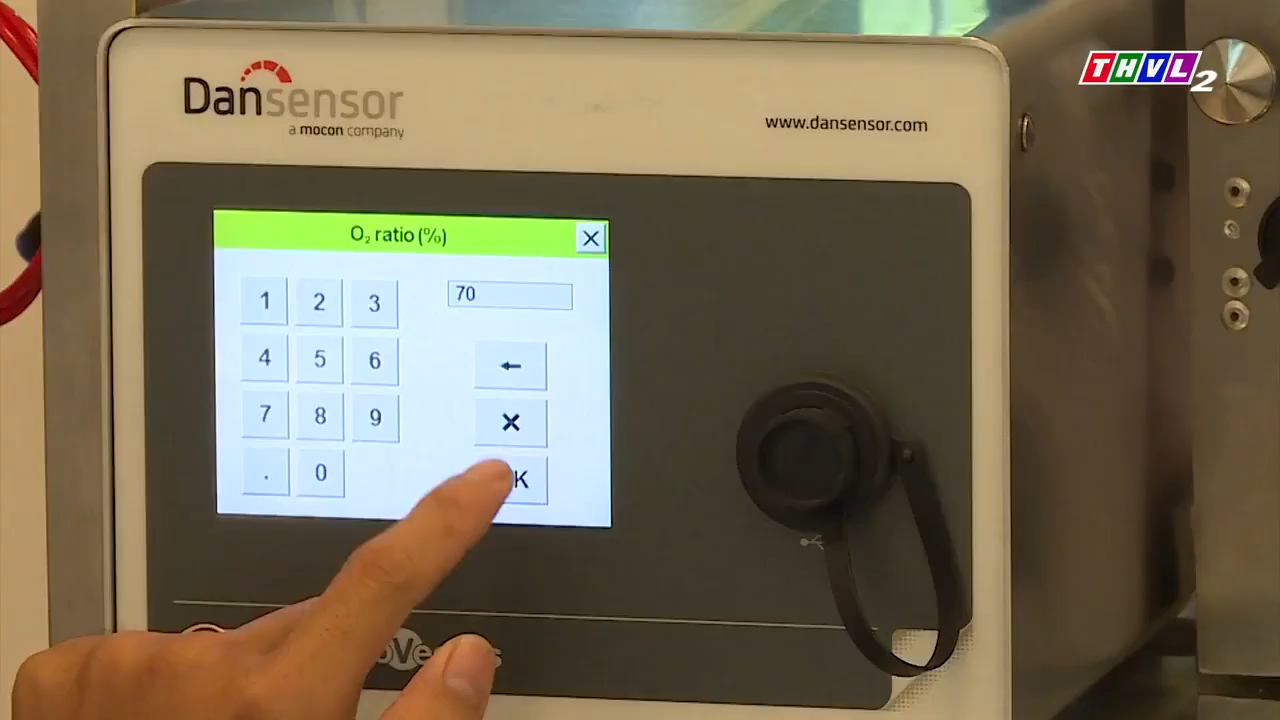 THVL2
Dansensor
a mocon company
www.dansensor.com
O₂ ratio (%)
70
1 2 3
4 5 6
7 8 9
. 0